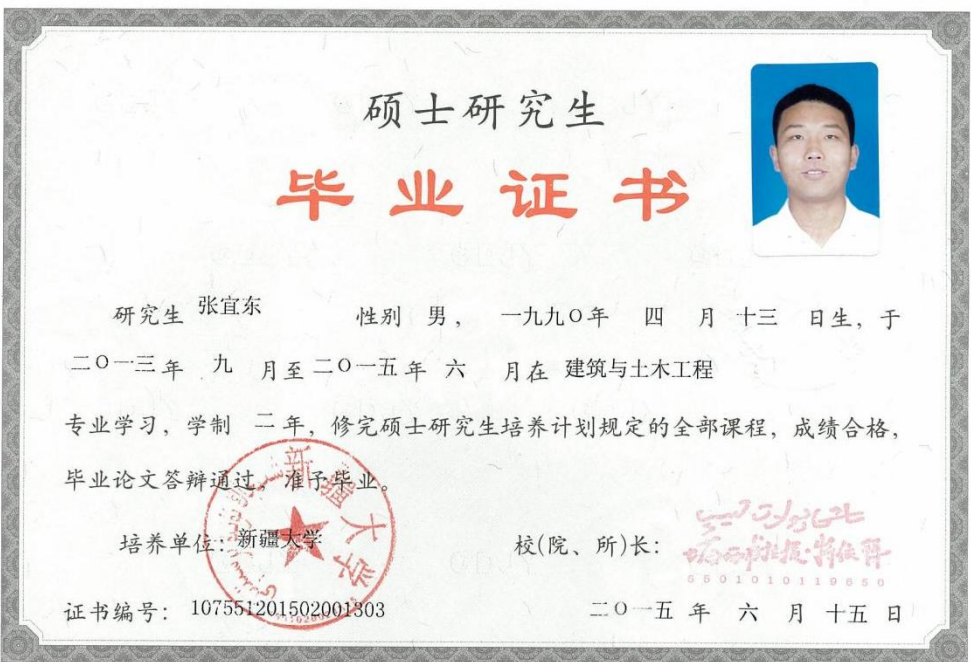 硕士研究生
毕业证书
研究生 张宜东 性别 男， 一九九〇年 四 月 十三 日生，于
二〇一三年 九 月至二〇一五年 六 月在 建筑与土木工程
专业学习，学制 二 年，修完硕士研究生培养计划规定的全部课程，成绩合格，
毕业论文答辩通过，准予毕业。
新疆大学
培养单位：新疆大学 校(院、所)长：
6501010119650
证书编号：107551201502001303 二〇一五 年 六 月 十五 日